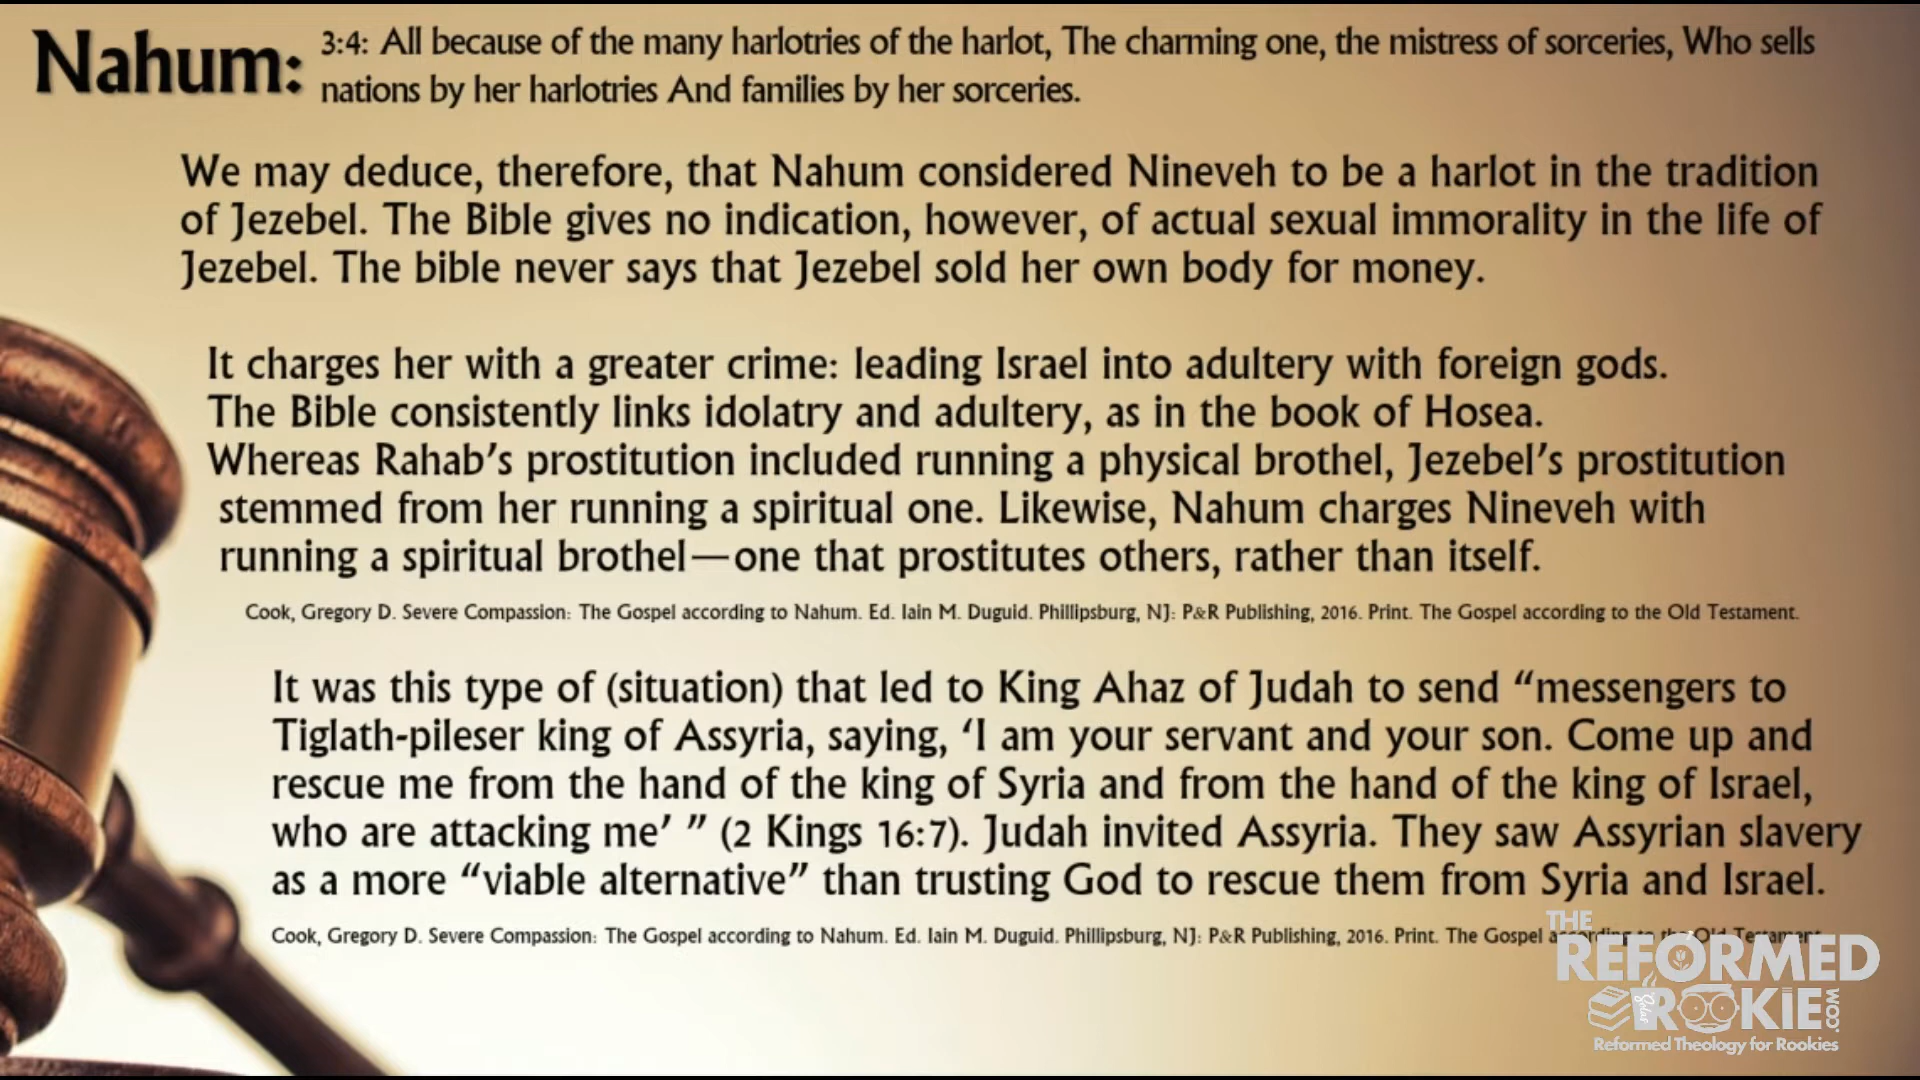 Nahum: 3:4: All because of the many harlotries of the harlot, The charming one, the mistress of sorceries, Who sells
nations by her harlotries And families by her sorceries.
We may deduce, therefore, that Nahum considered Nineveh to be a harlot in the tradition
of Jezebel. The Bible gives no indication, however, of actual sexual immorality in the life of
Jezebel. The bible never says that Jezebel sold her own body for money.
It charges her with a greater crime: leading Israel into adultery with foreign gods.
The Bible consistently links idolatry and adultery, as in the book of Hosea.
Whereas Rahab’s prostitution included running a physical brothel, Jezebel’s prostitution
stemmed from her running a spiritual one. Likewise, Nahum charges Nineveh with
running a spiritual brothel—one that prostitutes others, rather than itself.
Cook, Gregory D. Severe Compassion: The Gospel according to Nahum. Ed. Iain M. Duguid. Phillipsburg, NJ: P&R Publishing, 2016. Print. The Gospel according to the Old Testament.
It was this type of (situation) that led to King Ahaz of Judah to send “messengers to
Tiglath-pileser king of Assyria, saying, ‘I am your servant and your son. Come up and
rescue me from the hand of the king of Syria and from the hand of the king of Israel,
who are attacking me’ ” (2 Kings 16:7). Judah invited Assyria. They saw Assyrian slavery
as a more “viable alternative” than trusting God to rescue them from Syria and Israel.
Cook, Gregory D. Severe Compassion: The Gospel according to Nahum. Ed. Iain M. Duguid. Phillipsburg, NJ: P&R Publishing, 2016. Print. The Gospel according to the Old Testament.
THE
REFORMED
ROOKIE.COM
Solas
Reformed Theology for Rookies